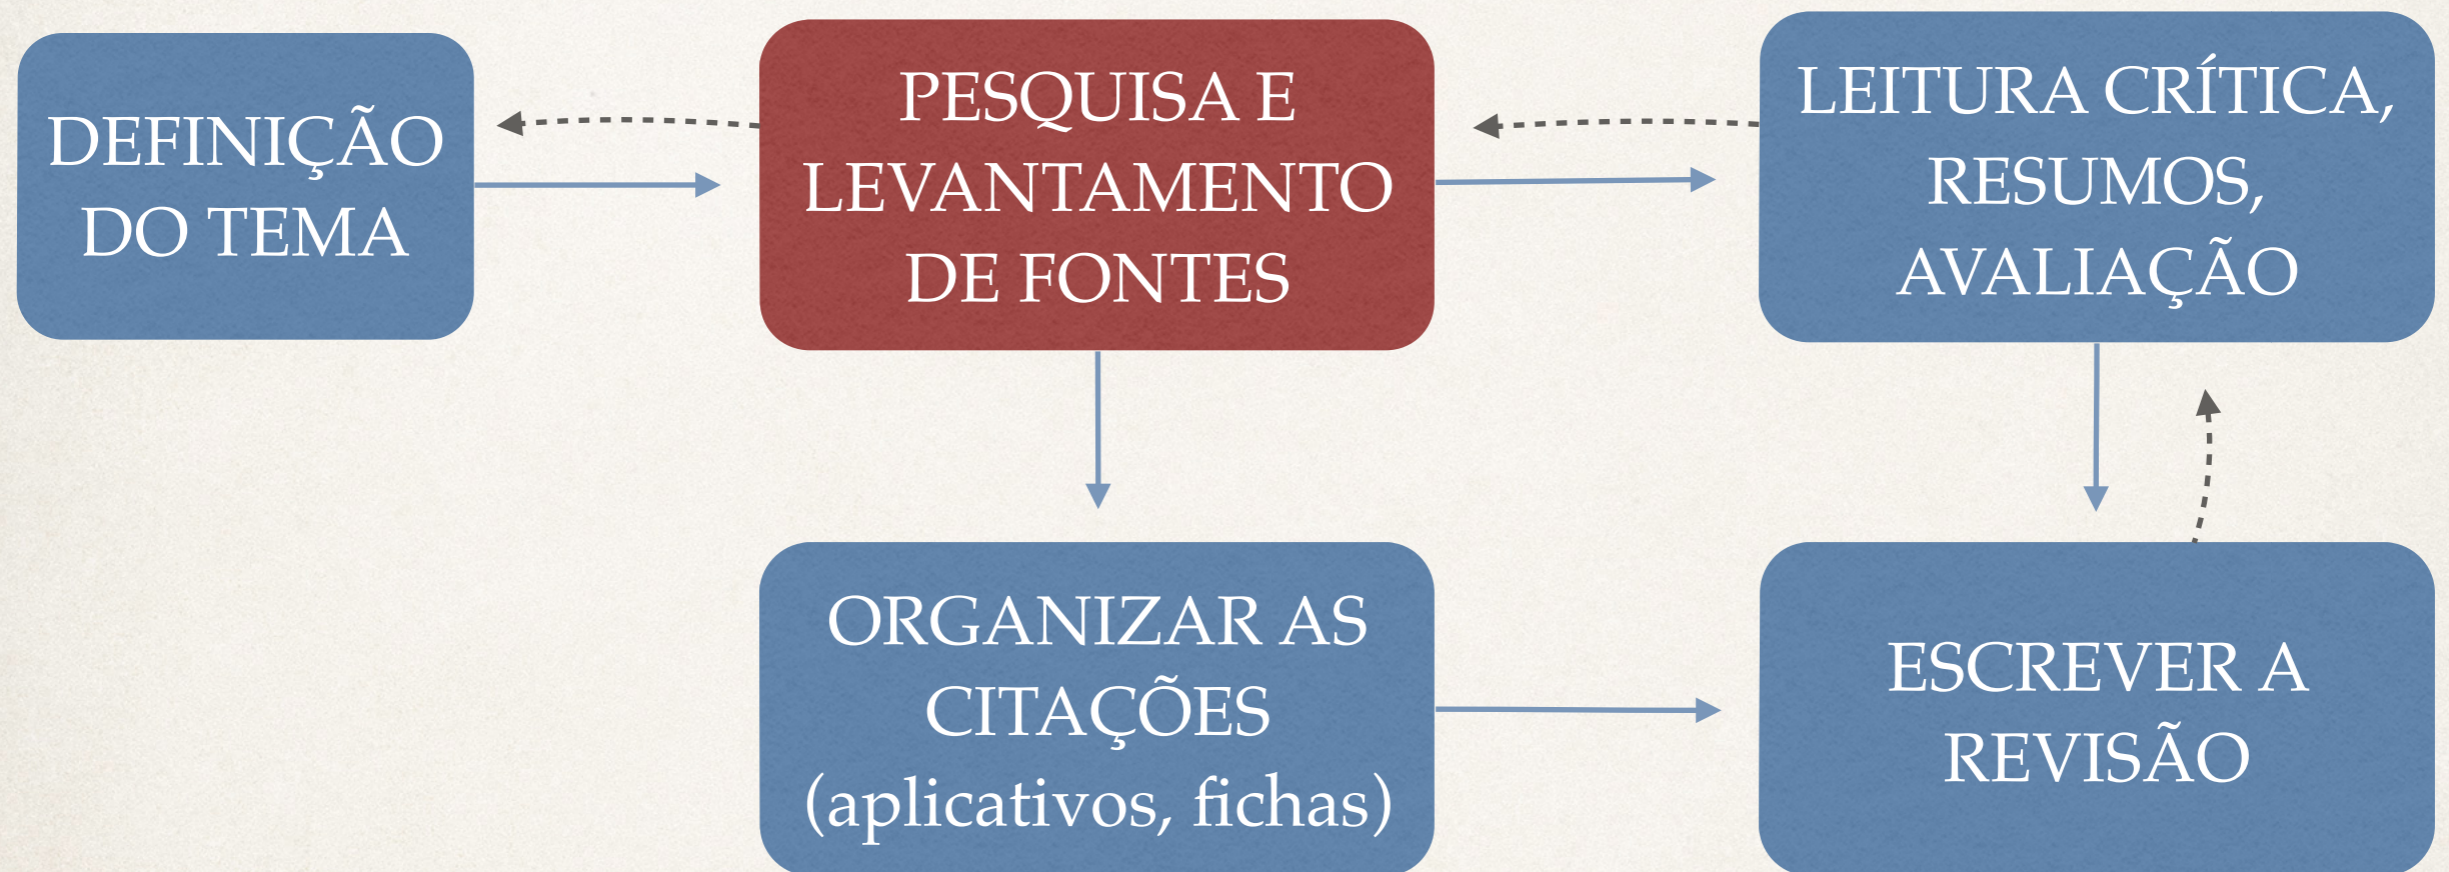 DEFINIÇÃO
DO TEMA
PESQUISA E
LEVANTAMENTO
DE FONTES
LEITURA CRÍTICA,
RESUMOS,
AVALIAÇÃO
ORGANIZAR AS
CITAÇÕES
(aplicativos, fichas)
ESCREVER A
REVISÃO